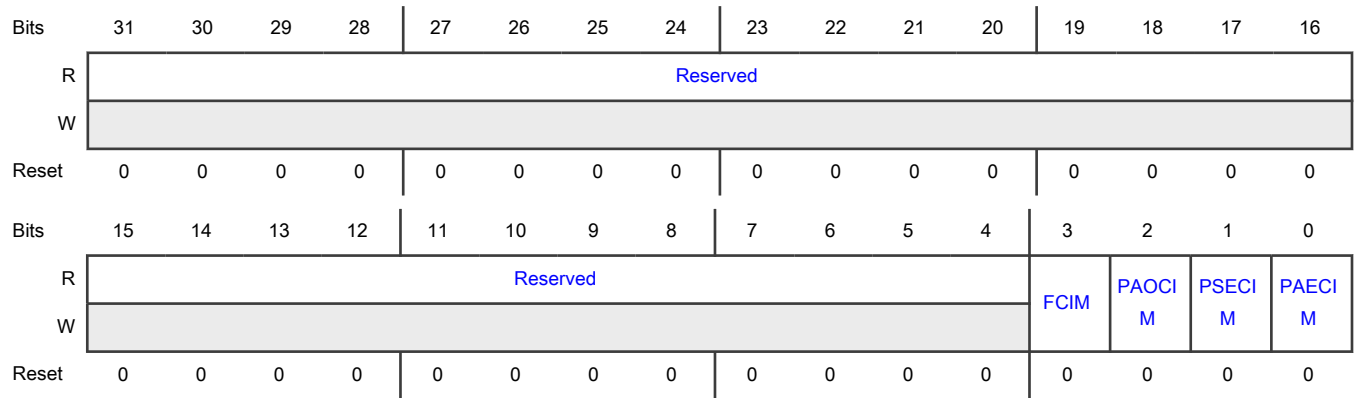 Bits 31 30 29 28 27 26 25 24 23 22 21 20 19 18 17 16
R Reserved
W
Reset 0 0 0 0 0 0 0 0 0 0 0 0 0 0 0 0
Bits 15 14 13 12 11 10 9 8 7 6 5 4 3 2 1 0
R Reserved FCIM PAOCI PSECI PAECI
W M M M
Reset 0 0 0 0 0 0 0 0 0 0 0 0 0 0 0 0